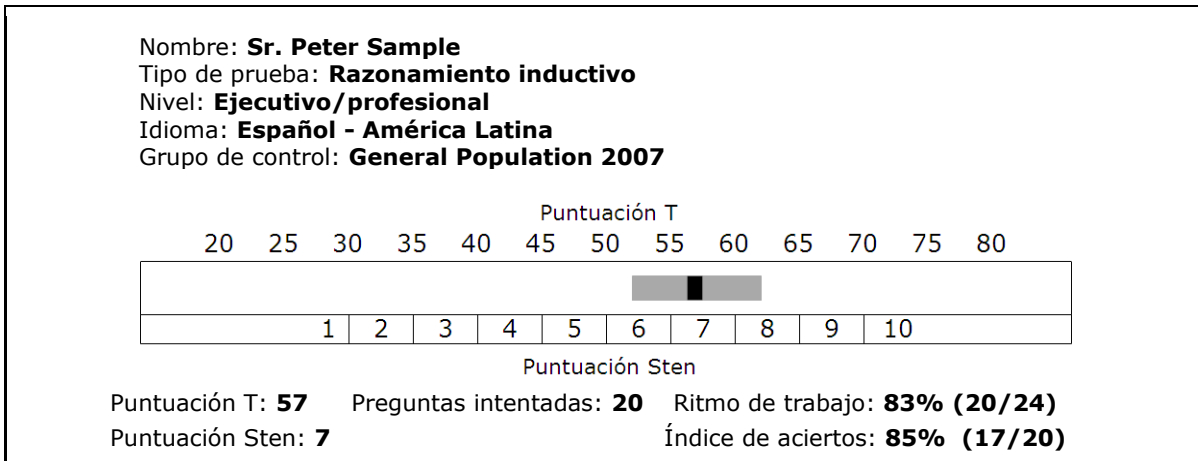 Nombre: Sr. Peter Sample
Tipo de prueba: Razonamiento inductivo
Nivel: Ejecutivo/profesional
Idioma: Español - América Latina
Grupo de control: General Population 2007
Puntuación T
20 25 30 35 40 45 50 55 60 65 70 75 80
1 2 3 4 5 6 7 8 9 10
Puntuación Sten
Puntuación T: 57 Preguntas intentadas: 20 Ritmo de trabajo: 83% (20/24)
Puntuación Sten: 7 Índice de aciertos: 85% (17/20)